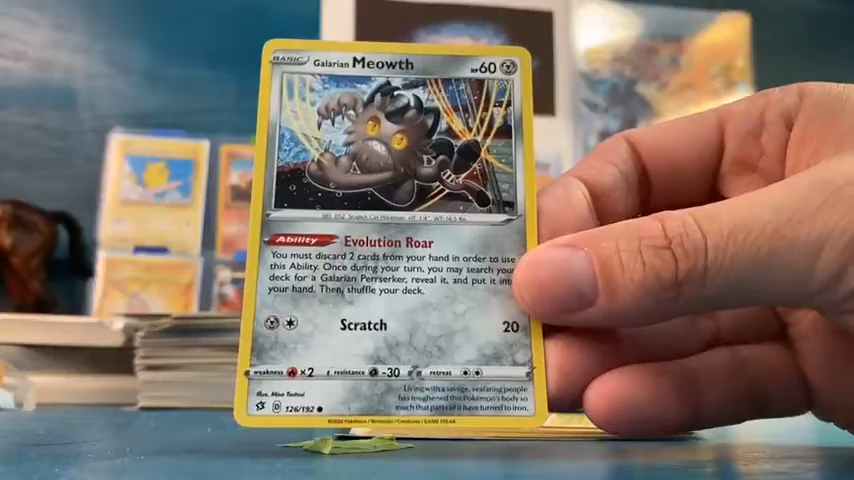 BASIC Galarian Meowth HP 60
NO. 052 Scratch Cat Pokémon HT: 1'4" WT: 16.5 lbs.
Ability Evolution Roar
You must discard 2 cards from your hand in order to use
this Ability. Once during your turn, you may search your
deck for a Galarian Perrserker, reveal it, and put it into
your hand. Then, shuffle your deck.
Scratch 20
weakness ×2 resistance -30 retreat
Living with a savage, seafaring people
has toughened this Pokémon's body so
much that parts of it have turned to iron.
Illus. Mina Nakai
D 126/192
©2020 Pokémon / Nintendo / Creatures / GAME FREAK